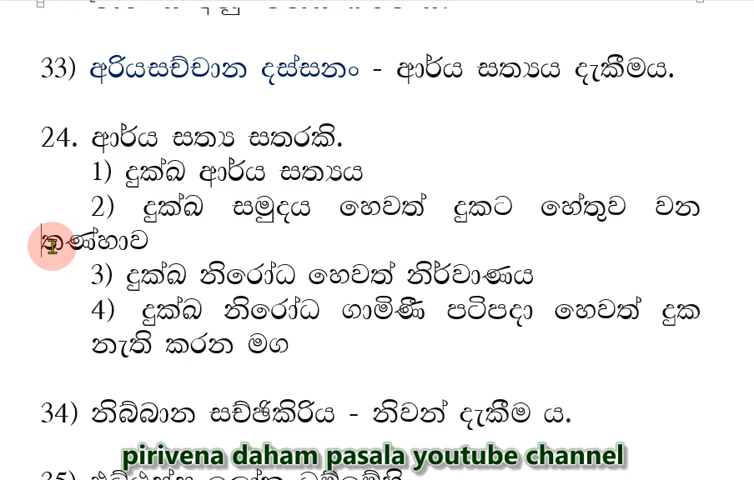 33) අරියසච්චාන දස්සනං - ආර්ය සත්‍යය දැකීමය.
24. ආර්ය සත්‍ය සතරකි.
1) දුක්ඛ ආර්ය සත්‍යය
2) දුක්ඛ සමුදය හෙවත් දුකට හේතුව වන
තණ්හාව
3) දුක්ඛ නිරෝධ හෙවත් නිර්වාණය
4) දුක්ඛ නිරෝධ ගාමිණී පටිපදා හෙවත් දුක
නැති කරන මග
34) නිබ්බාන සච්ඡිකිරිය - නිවන් දැකීම ය.
pirivena daham pasala youtube channel